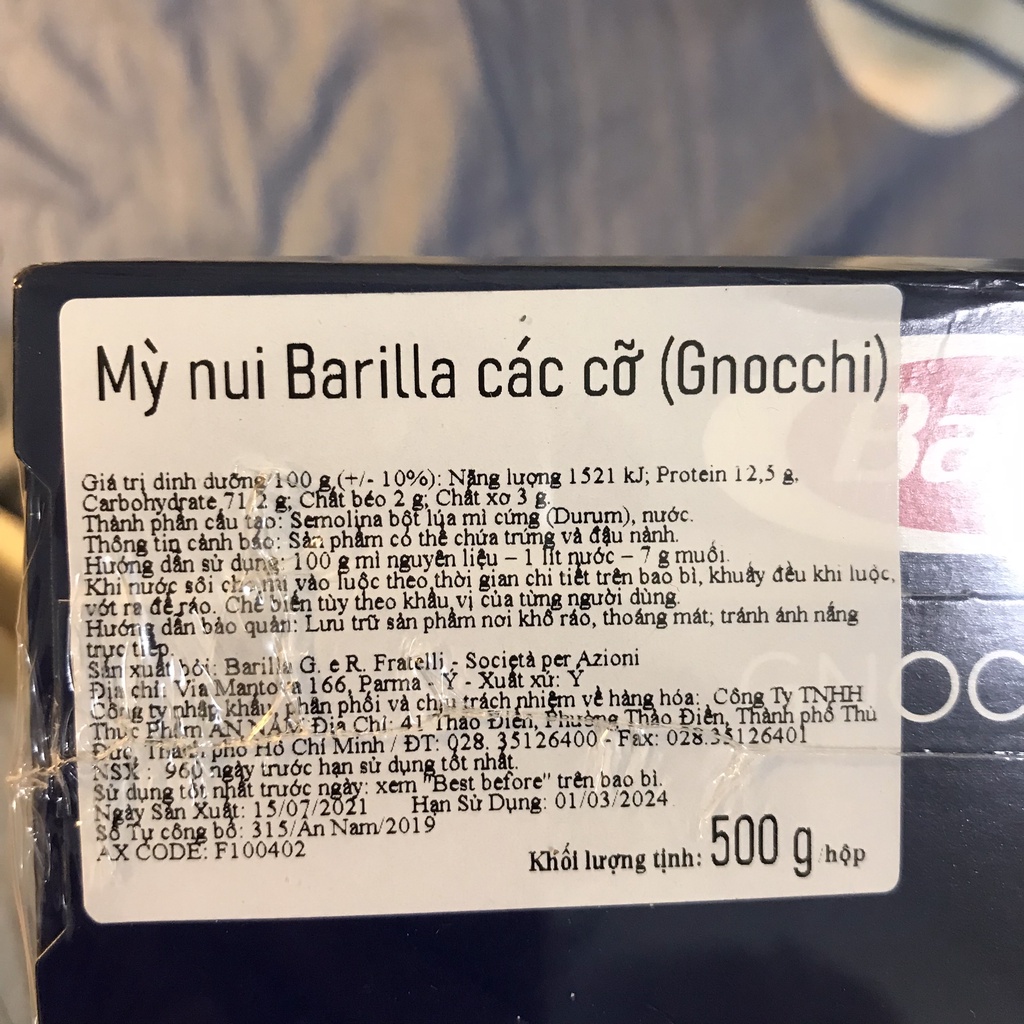 Mỳ nui Barilla các cỡ (Gnocchi)
Giá trị dinh dưỡng 100 g (+/- 10%): Năng lượng 1521 kJ; Protein 12,5 g,
Carbohydrate 71,2 g; Chất béo 2 g; Chất xơ 3 g.
Thành phần cấu tạo: Semolina bột lúa mì cứng (Durum), nước.
Thông tin cảnh báo: Sản phẩm có thể chứa trứng và đậu nành.
Hướng dẫn sử dụng: 100 g mì nguyên liệu – 1 lít nước – 7 g muối.
Khi nước sôi cho nui vào luộc theo thời gian chi tiết trên bao bì, khuấy đều khi luộc,
vớt ra để ráo. Chế biến tùy theo khẩu vị của từng người dùng.
Hướng dẫn bảo quản: Lưu trữ sản phẩm nơi khô ráo, thoáng mát; tránh ánh nắng
trực tiếp.
Sản xuất bởi: Barilla G. e R. Fratelli - Società per Azioni
Địa chỉ: Via Mantova 166, Parma - Ý - Xuất xứ: Ý
Công ty nhập khẩu, phân phối và chịu trách nhiệm về hàng hóa: Công Ty TNHH
Thực Phẩm AN NAM Địa Chỉ: 41 Thảo Điền, Phường Thảo Điền, Thành phố Thủ
Đức, Thành phố Hồ Chí Minh / ĐT: 028. 35126400 - Fax: 028.35126401
NSX : 960 ngày trước hạn sử dụng tốt nhất.
Sử dụng tốt nhất trước ngày: xem "Best before" trên bao bì.
Ngày Sản Xuất: 15/07/2021 Hạn Sử Dụng: 01/03/2024
Số Tự công bố: 315/An Nam/2019
AX CODE: F100402
Khối lượng tịnh: 500 g hộp
Ba
GNOC